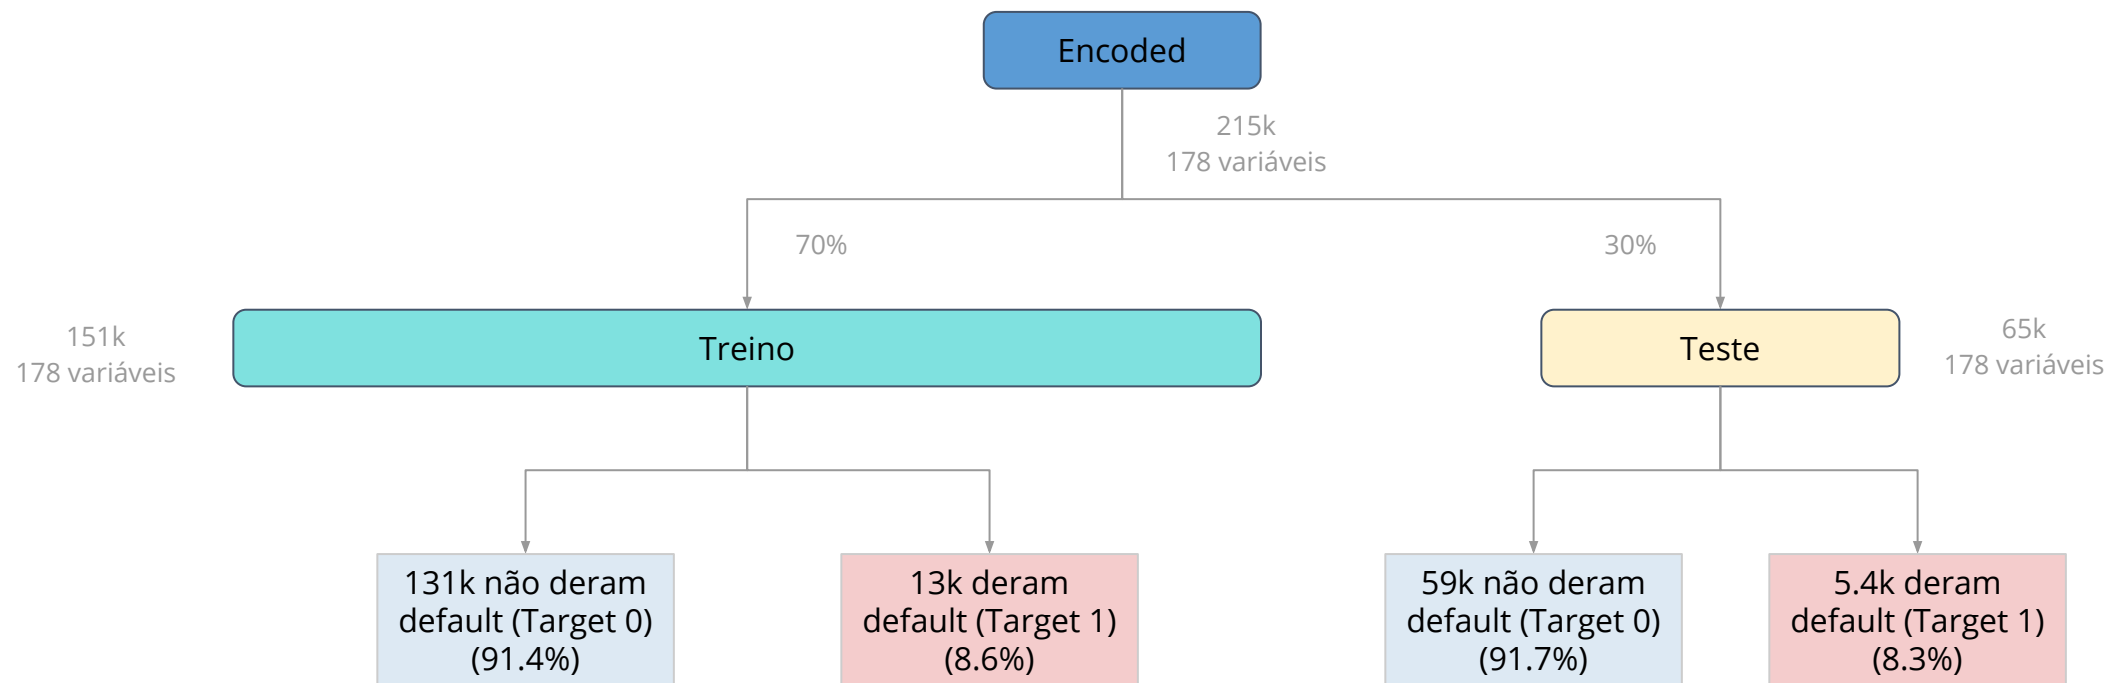 Encoded
215k
178 variáveis
70%
30%
151k
178 variáveis
Treino
Teste
65k
178 variáveis
131k não deram
default (Target 0)
(91.4%)
13k deram
default (Target 1)
(8.6%)
59k não deram
default (Target 0)
(91.7%)
5.4k deram
default (Target 1)
(8.3%)